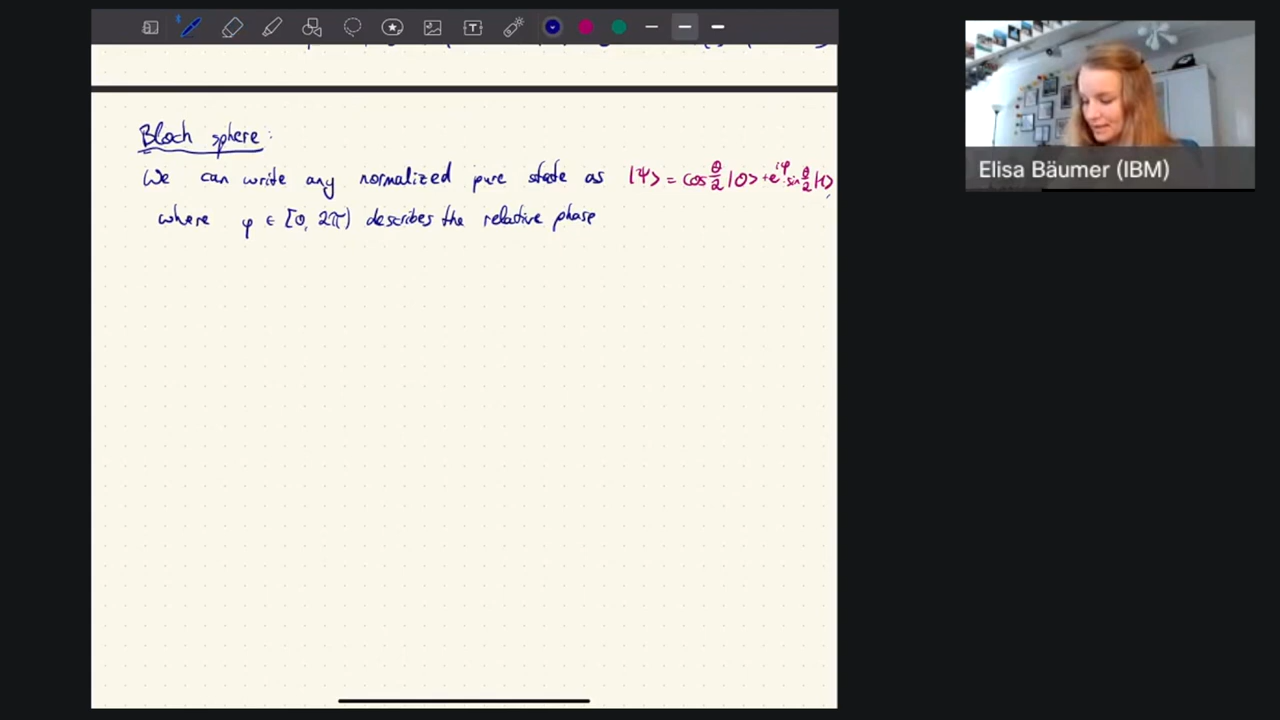 Bloch sphere:
We can write any normalized pure state as |ψ> = cos θ/2 |0> + e^{iφ} · sin θ/2 |1>,
where φ ∈ [0, 2π) describes the relative phase
Elisa Bäumer (IBM)